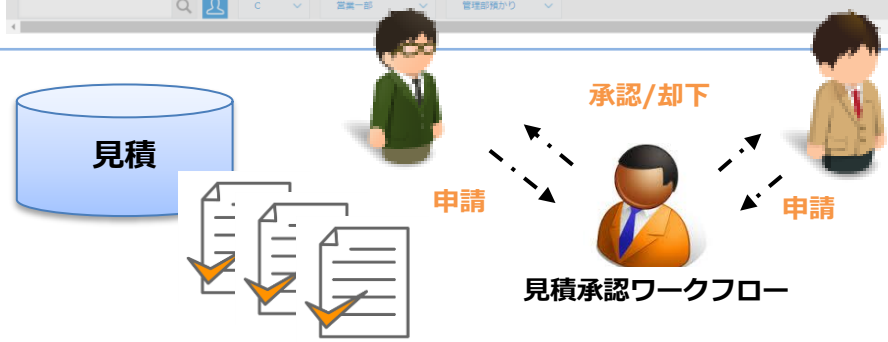 C
営業一部
管理部預かり
承認/却下
見積
申請
申請
見積承認ワークフロー